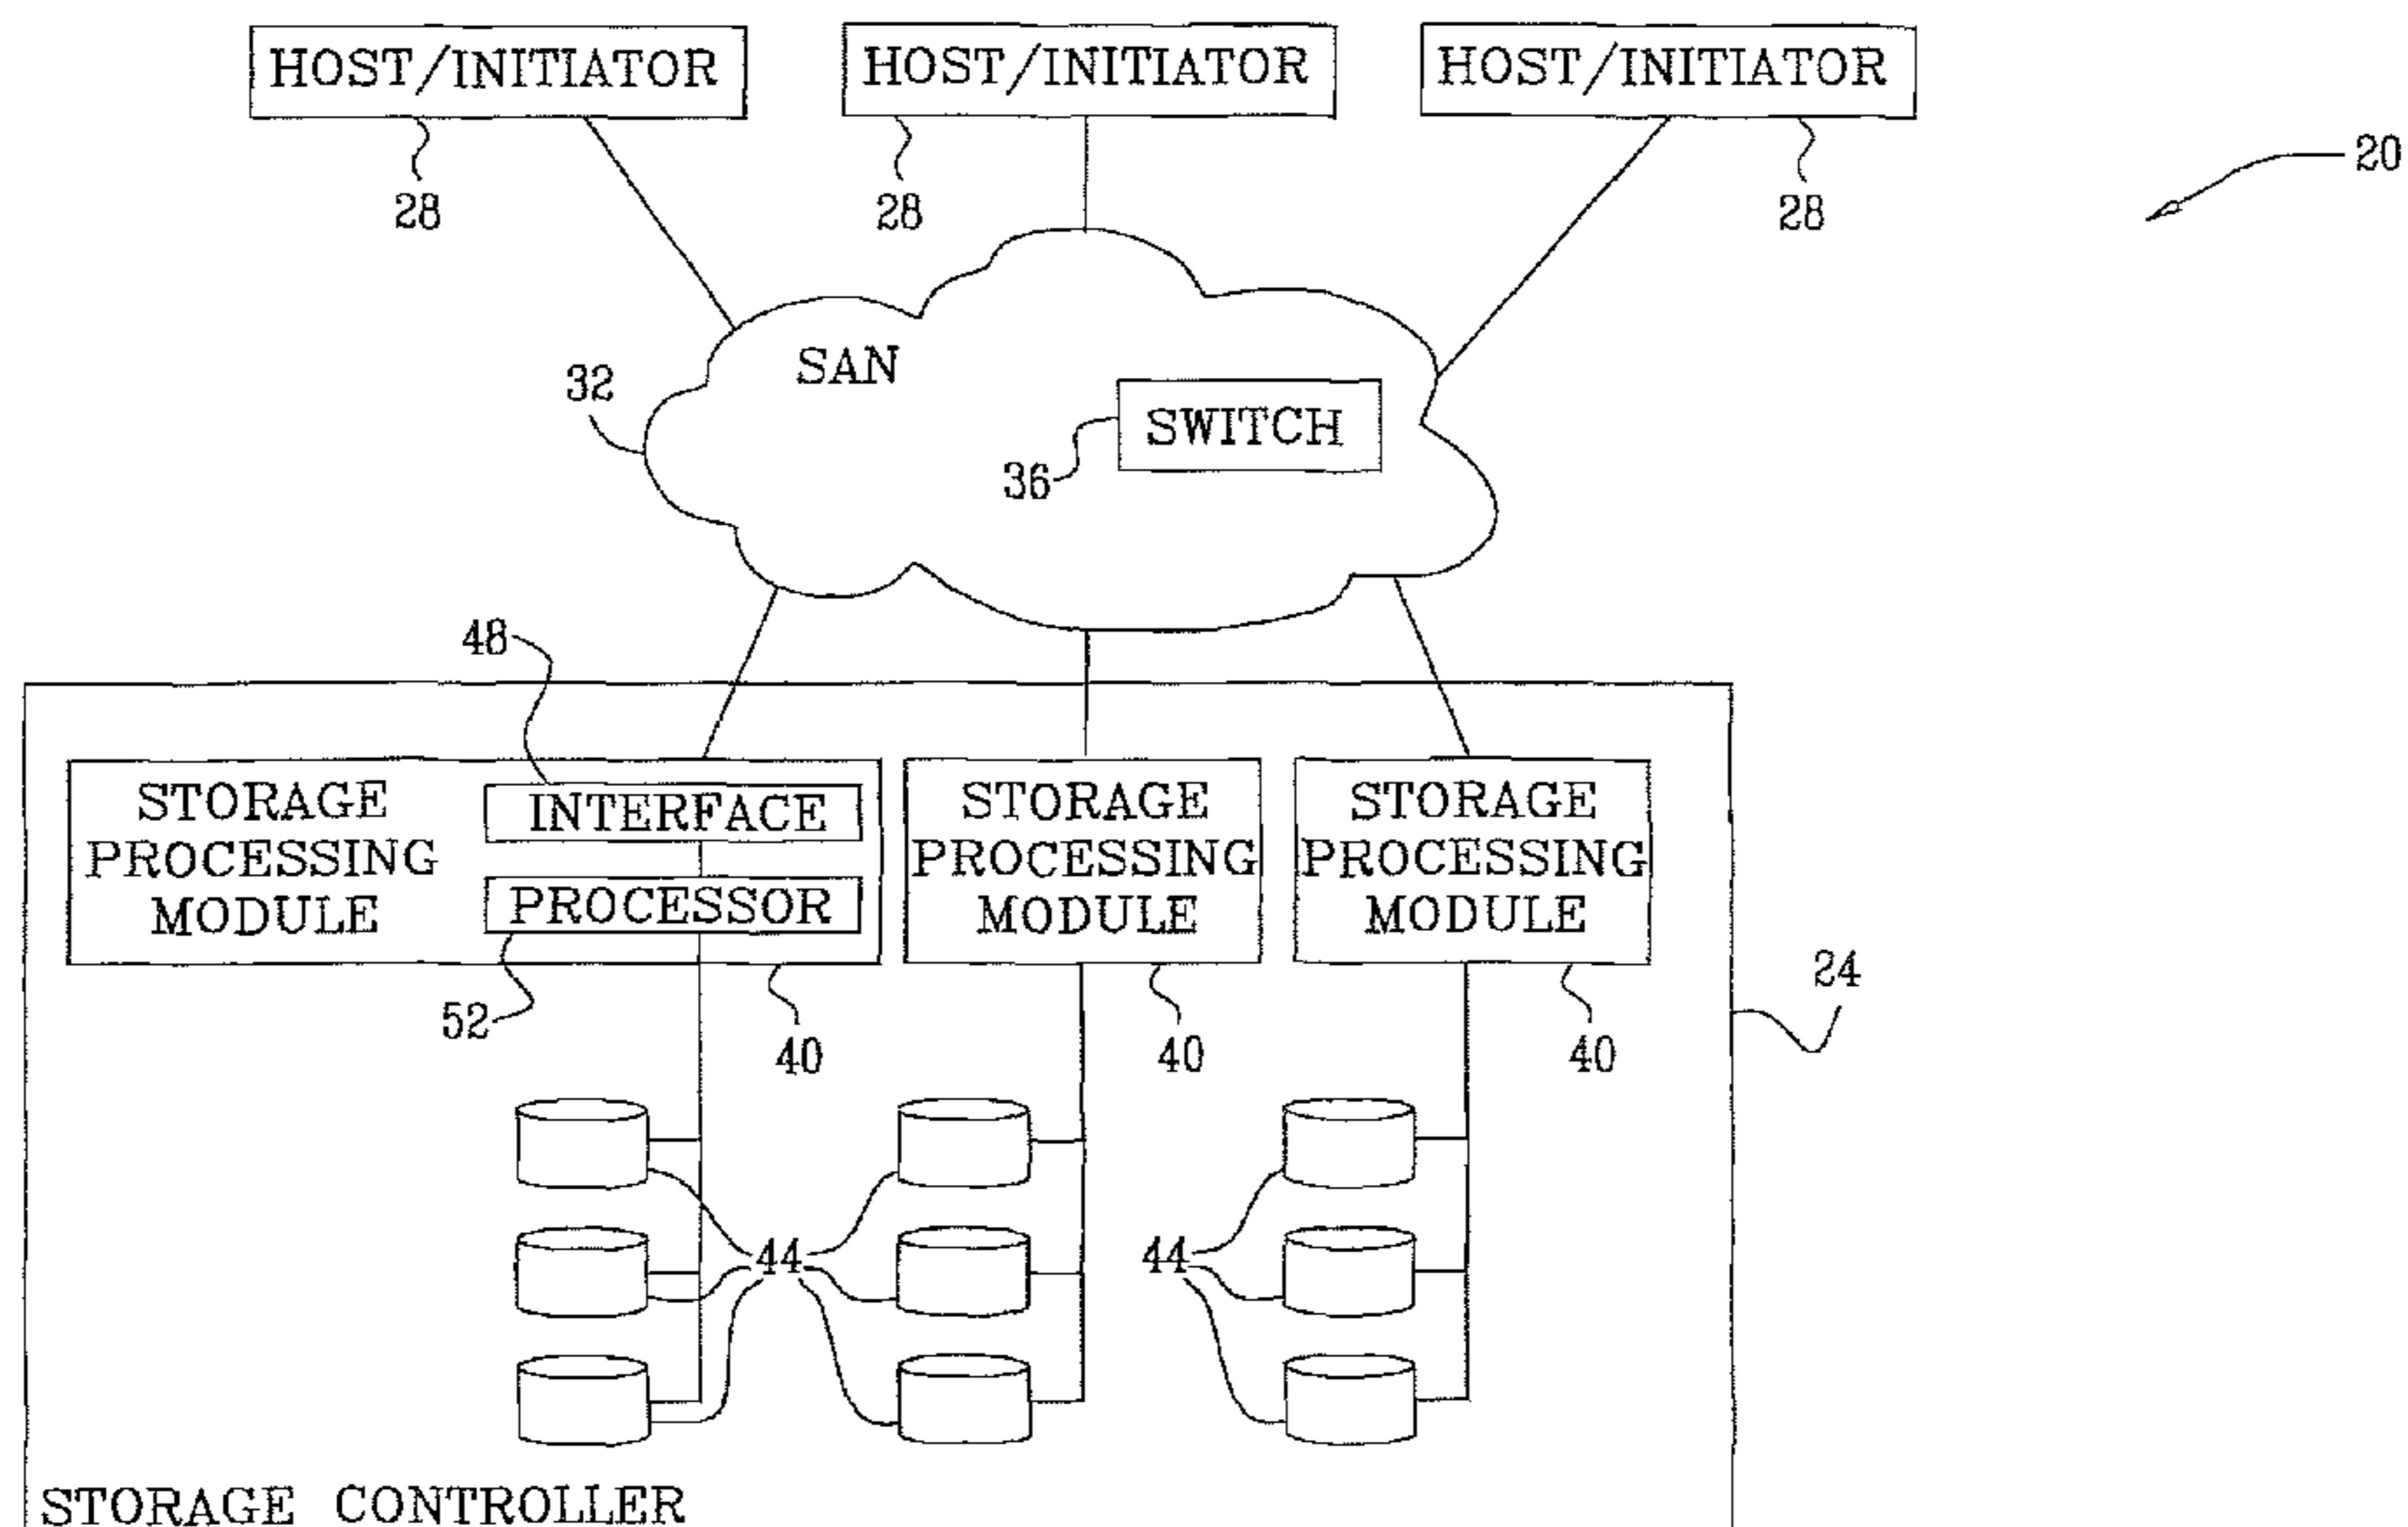 HOST/INITIATOR
HOST/INITIATOR
HOST/INITIATOR
20
28
28
28
SAN
32
SWITCH
36
48
STORAGE
PROCESSING
MODULE
INTERFACE
PROCESSOR
STORAGE
PROCESSING
MODULE
STORAGE
PROCESSING
MODULE
24
52
40
40
40
44
44
STORAGE CONTROLLER